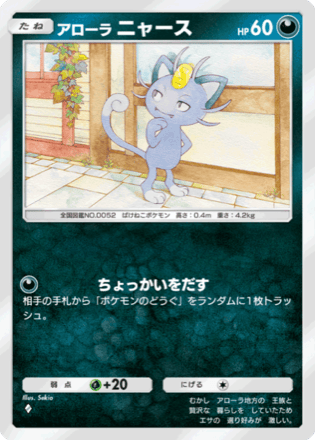 たね アローラ ニャース HP 60
全国図鑑NO.0052 ばけねこポケモン 高さ：0.4m 重さ：4.2kg
ちょっかいをだす
相手の手札から「ポケモンのどうぐ」をランダムに1枚トラッ
シュ。
弱点 +20 にげる
Illus. Sekio
むかし アローラ地方の 王族と
贅沢な 暮らしを していたため
エサの 選り好みが 激しい。